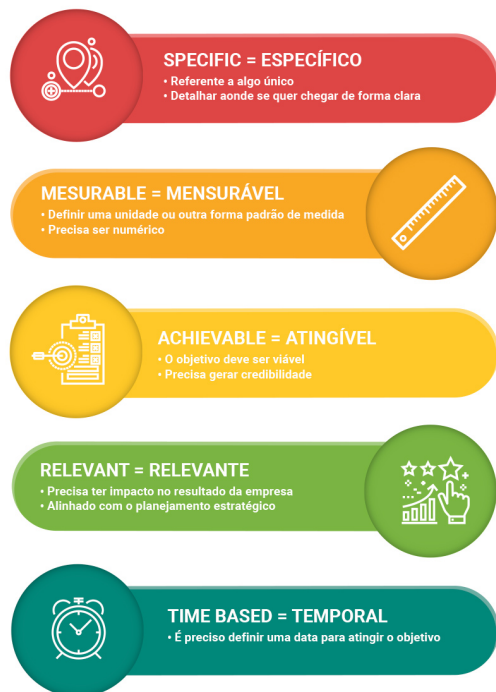 SPECIFIC = ESPECÍFICO
• Referente a algo único
• Detalhar aonde se quer chegar de forma clara
MESURABLE = MENSURÁVEL
• Definir uma unidade ou outra forma padrão de medida
• Precisa ser numérico
ACHIEVABLE = ATINGÍVEL
• O objetivo deve ser viável
• Precisa gerar credibilidade
RELEVANT = RELEVANTE
• Precisa ter impacto no resultado da empresa
• Alinhado com o planejamento estratégico
TIME BASED = TEMPORAL
• É preciso definir uma data para atingir o objetivo